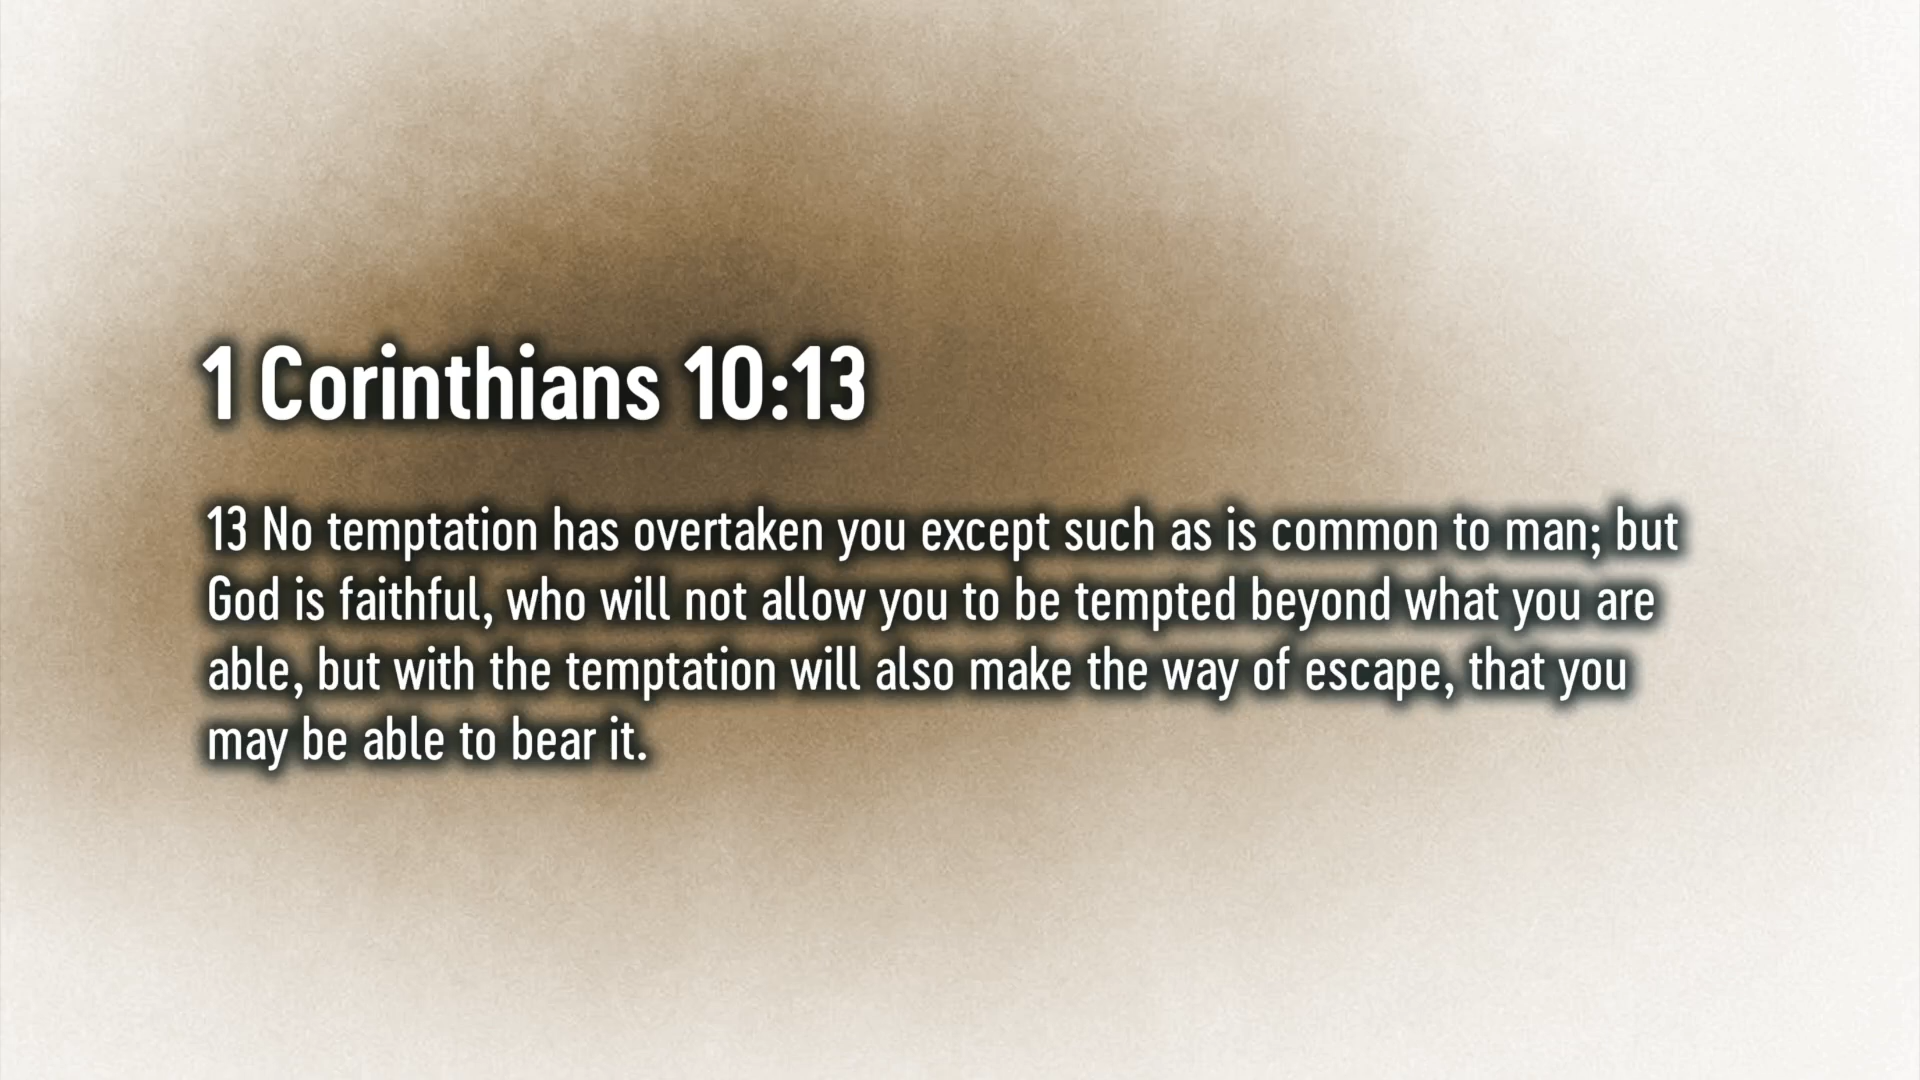 1 Corinthians 10:13
13 No temptation has overtaken you except such as is common to man; but
God is faithful, who will not allow you to be tempted beyond what you are
able, but with the temptation will also make the way of escape, that you
may be able to bear it.